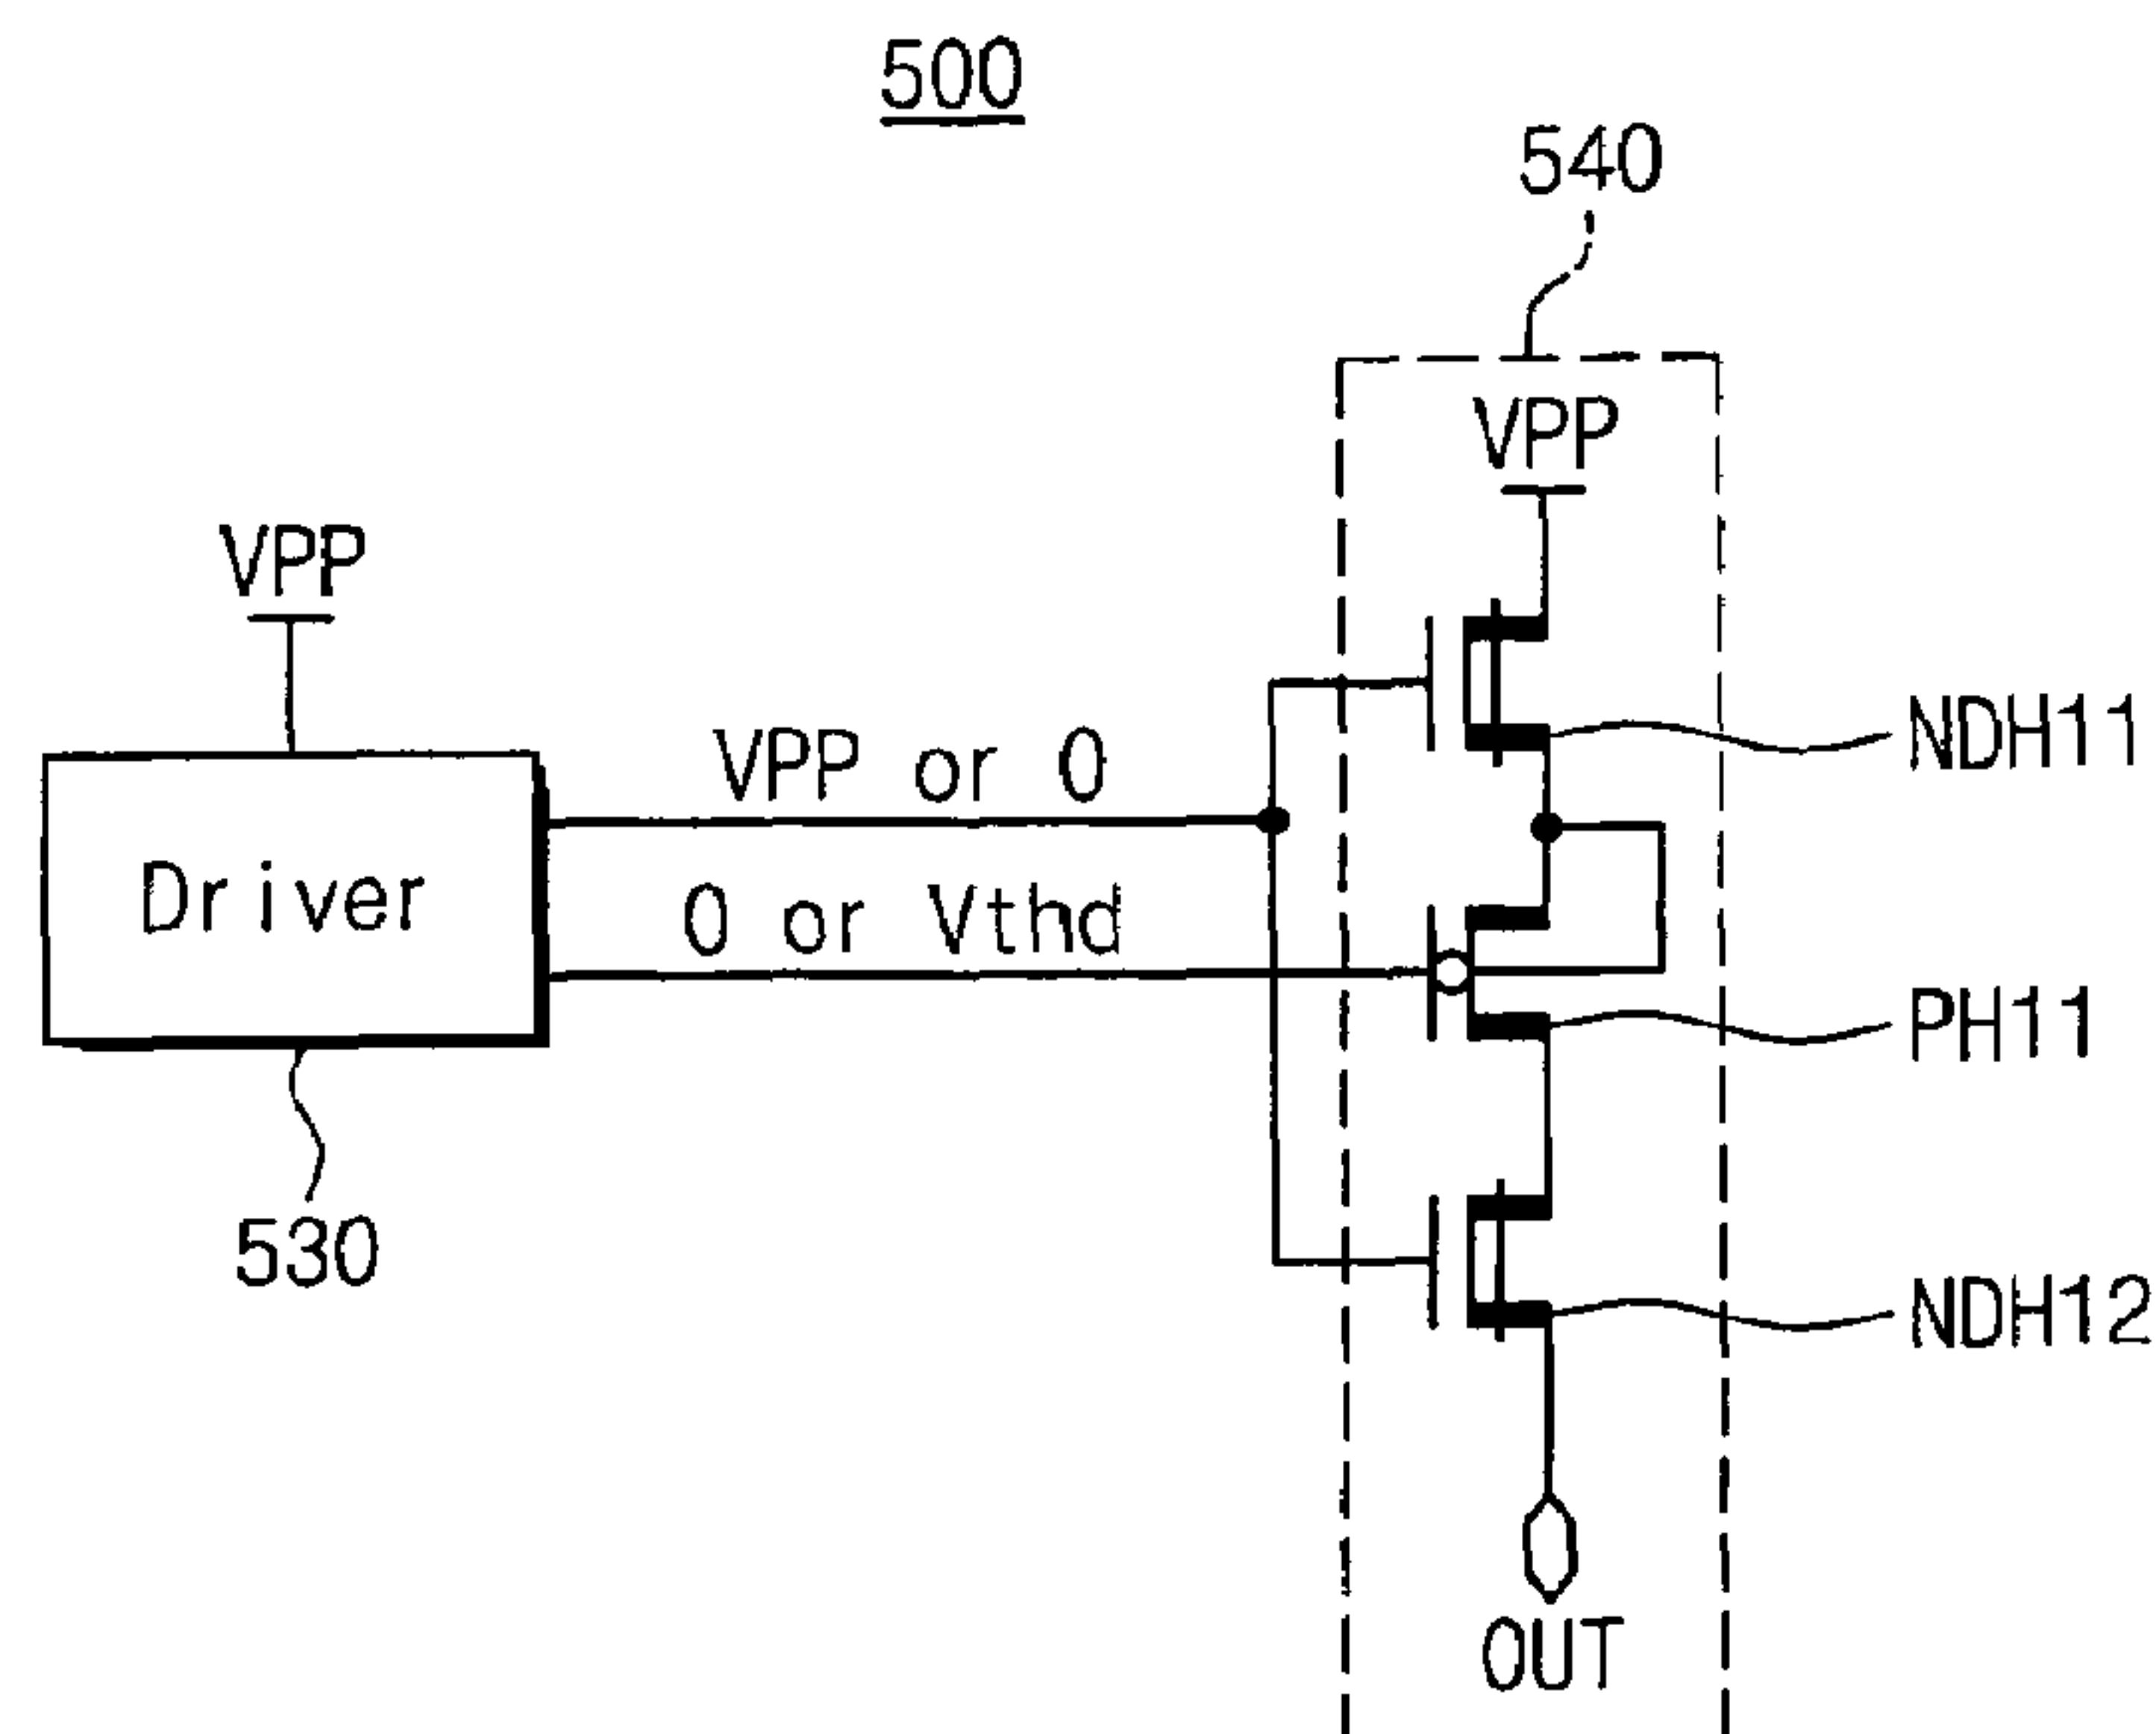 500
540
VPP
VPP
VPP or 0
NDH11
Driver
0 or Vthd
PH11
530
NDH12
OUT